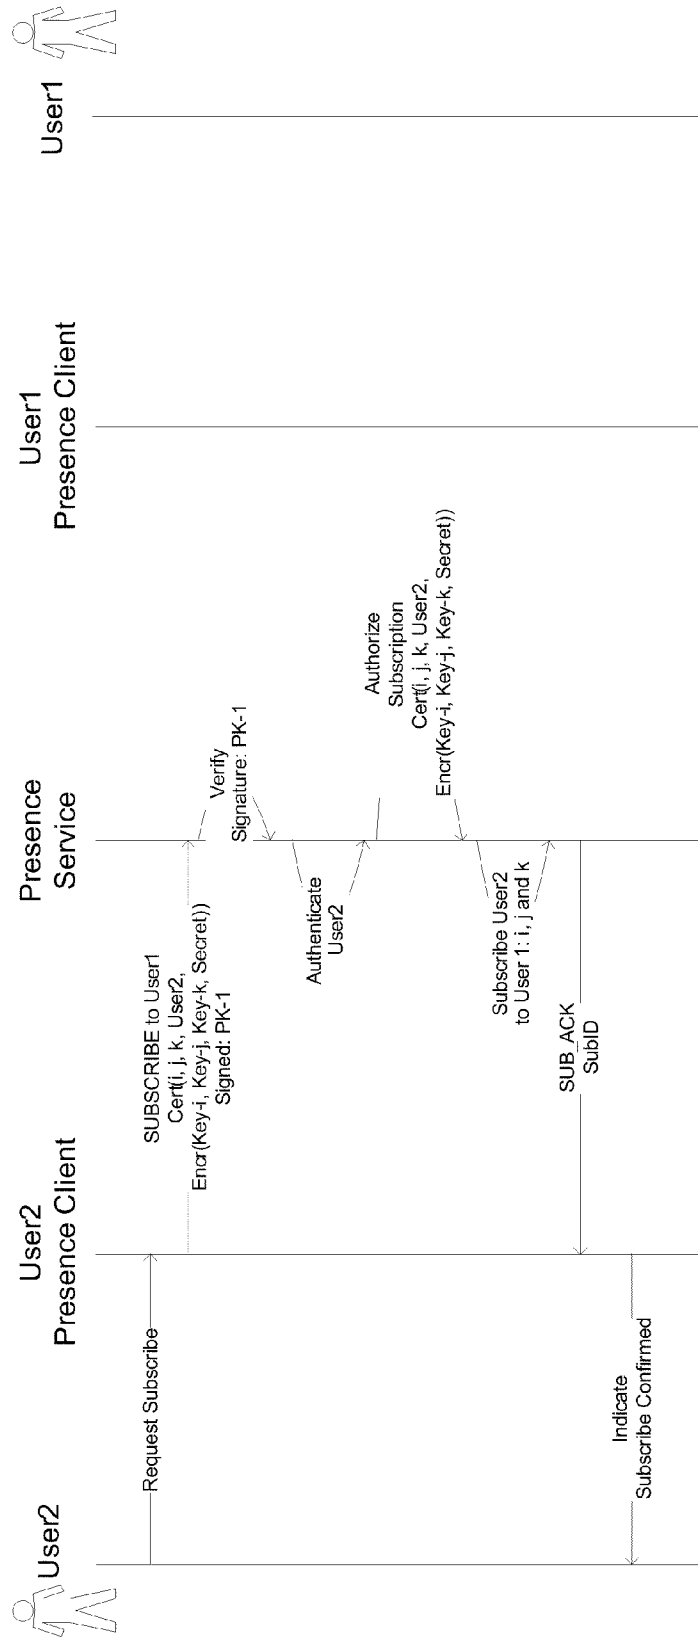 User2
User2
Presence Client
Presence
Service
User1
Presence Client
User1
Request Subscribe
SUBSCRIBE to User1
Cert(i, j, k, User2,
Encr(Key-i, Key-j, Key-k, Secret))
Signed: PK-1
Verify
Signature: PK-1
Authenticate
User2
Authorize
Subscription
Cert(i, j, k, User2,
Encr(Key-i, Key-j, Key-k, Secret))
Subscribe User2
to User 1: i, j and k
SUB_ACK
SubID
Indicate
Subscribe Confirmed